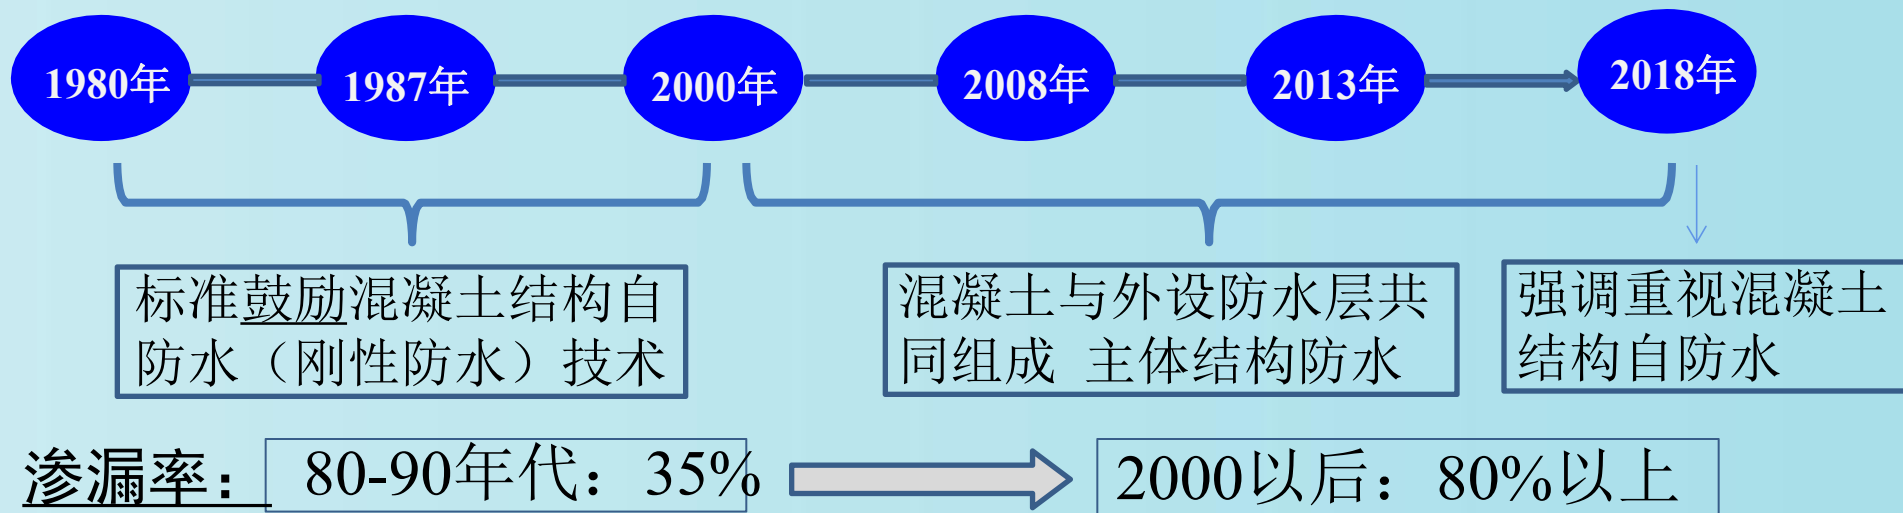 1980年
1987年
2000年
2008年
2013年
2018年
标准鼓励混凝土结构自
防水（刚性防水）技术
混凝土与外设防水层共
同组成 主体结构防水
强调重视混凝土
结构自防水
渗漏率：
80-90年代：35%
2000以后：80%以上